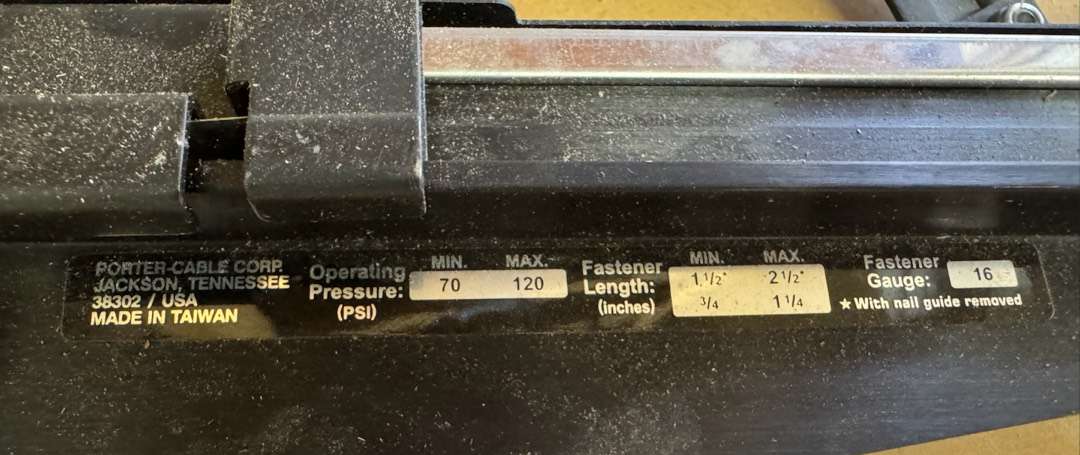 PORTER-CABLE CORP.
JACKSON, TENNESSEE
38302 / USA
MADE IN TAIWAN
Operating
Pressure:
(PSI)
MIN. MAX.
70 120
Fastener
Length:
(inches)
MIN. MAX.
1 1/2* 2 1/2*
3/4 1 1/4
Fastener
Gauge: 16
★ With nail guide removed